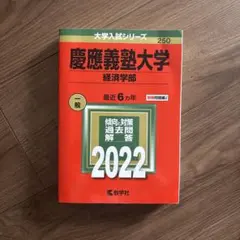 大学入試シリーズ
260
慶應義塾大学
経済学部
一般
最近6カ年
傾向と対策
過去問
解答
2022
教学社